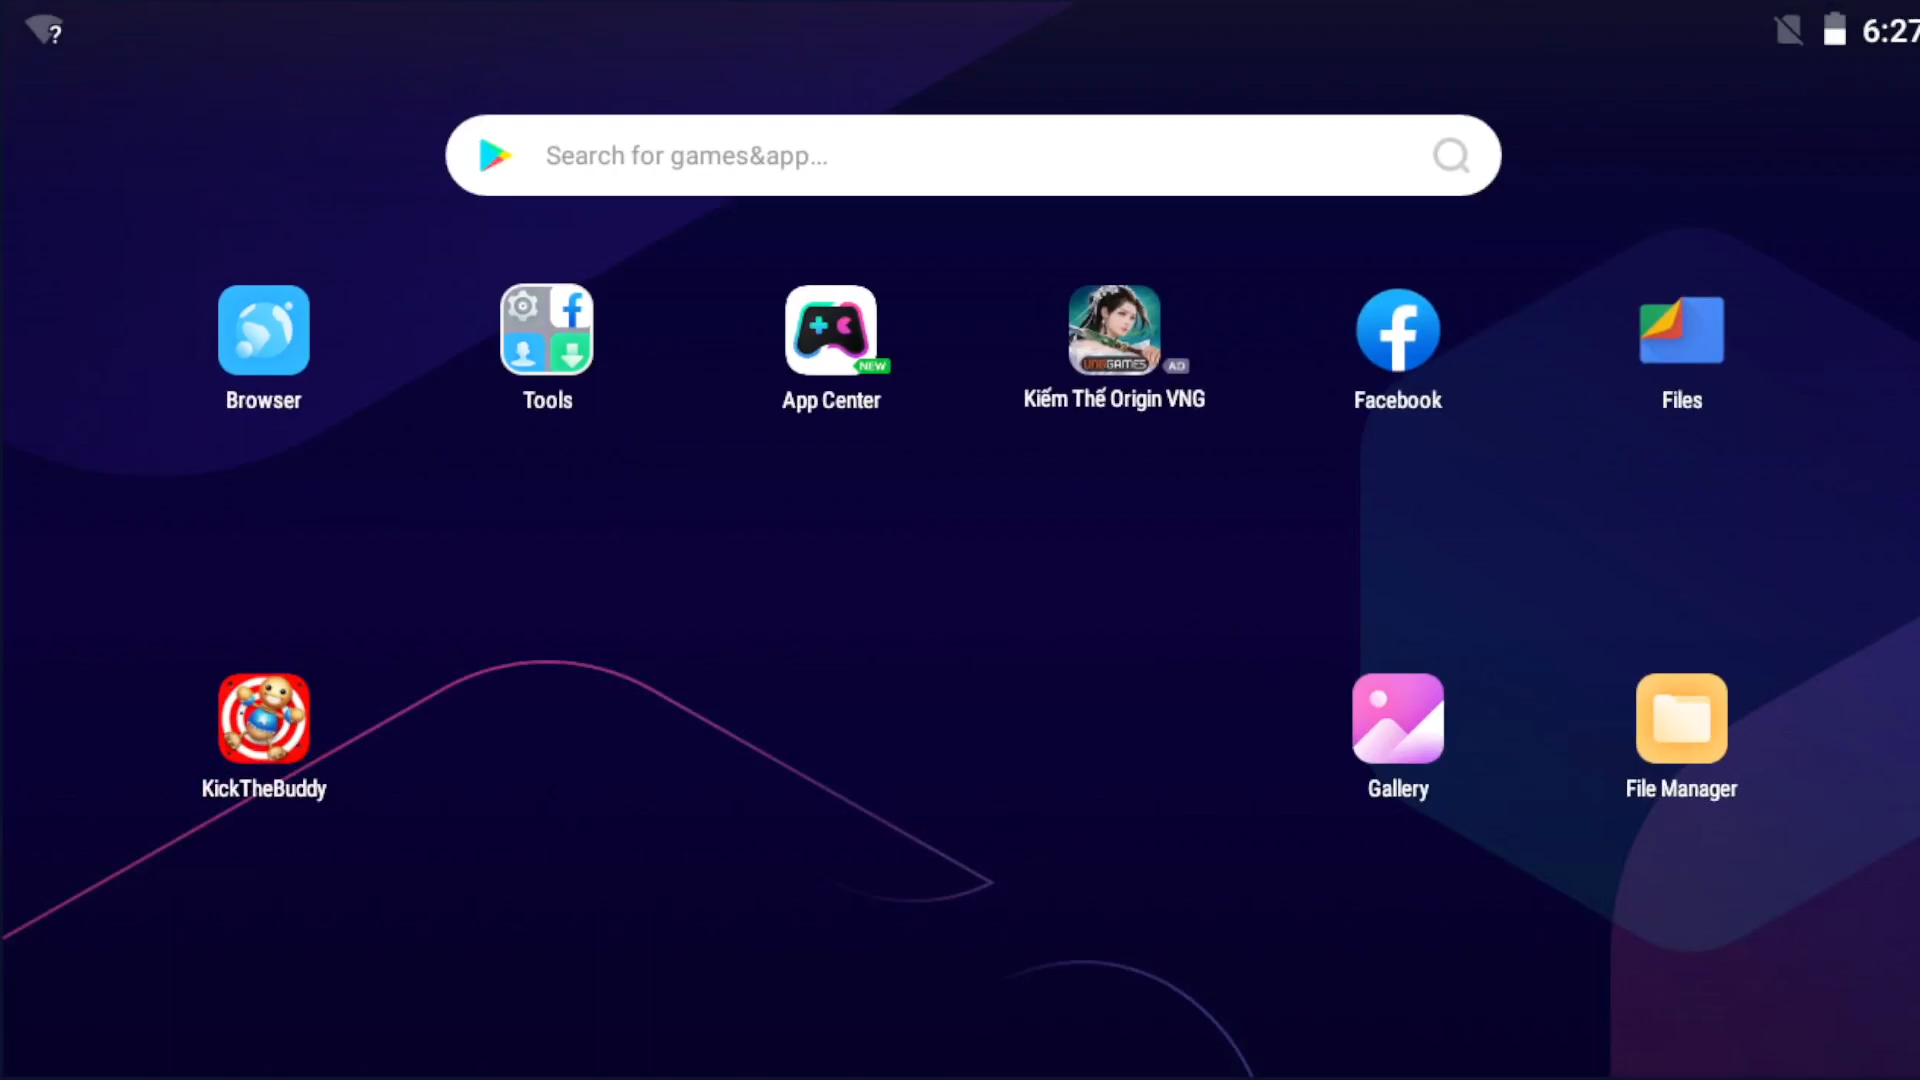 ?
6:27
Search for games&app...
NEW
VNGGAMES
AD
Browser
Tools
App Center
Kiếm Thế Origin VNG
Facebook
Files
KickTheBuddy
Gallery
File Manager